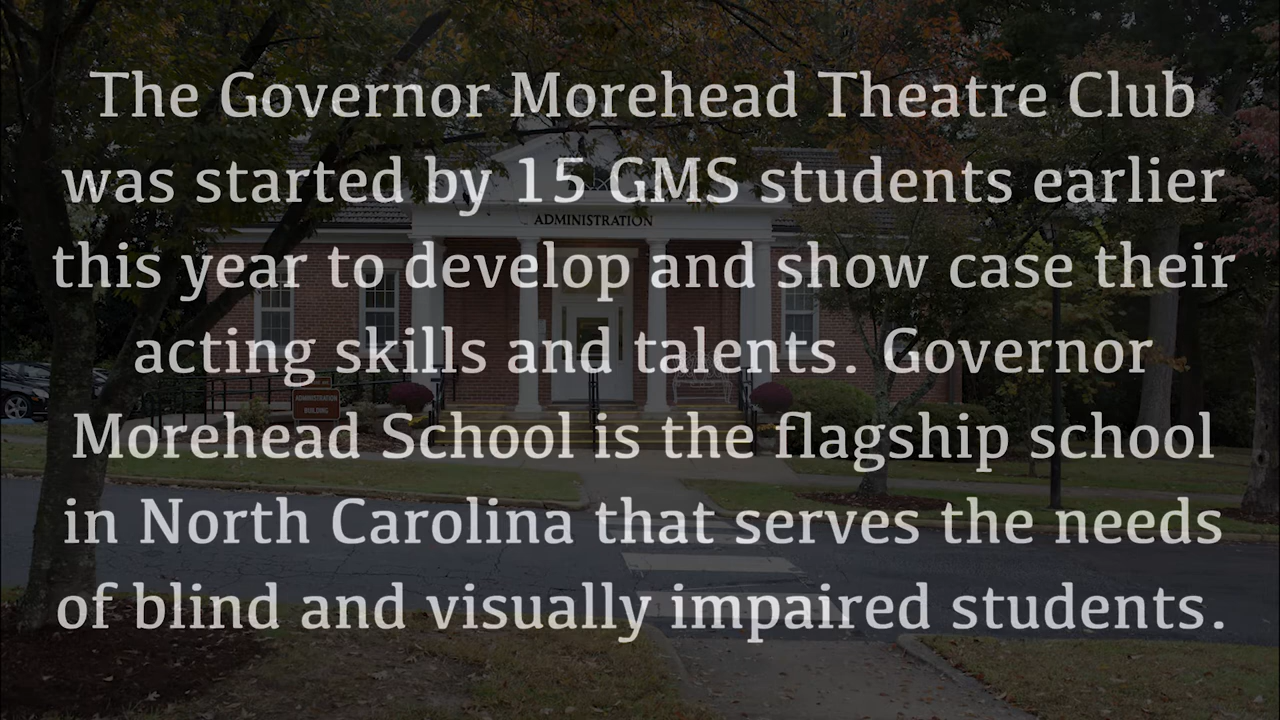 The Governor Morehead Theatre Club
was started by 15 GMS students earlier
ADMINISTRATION
this year to develop and show case their
acting skills and talents. Governor
ADMINISTRATION
BUILDING
Morehead School is the flagship school
in North Carolina that serves the needs
of blind and visually impaired students.